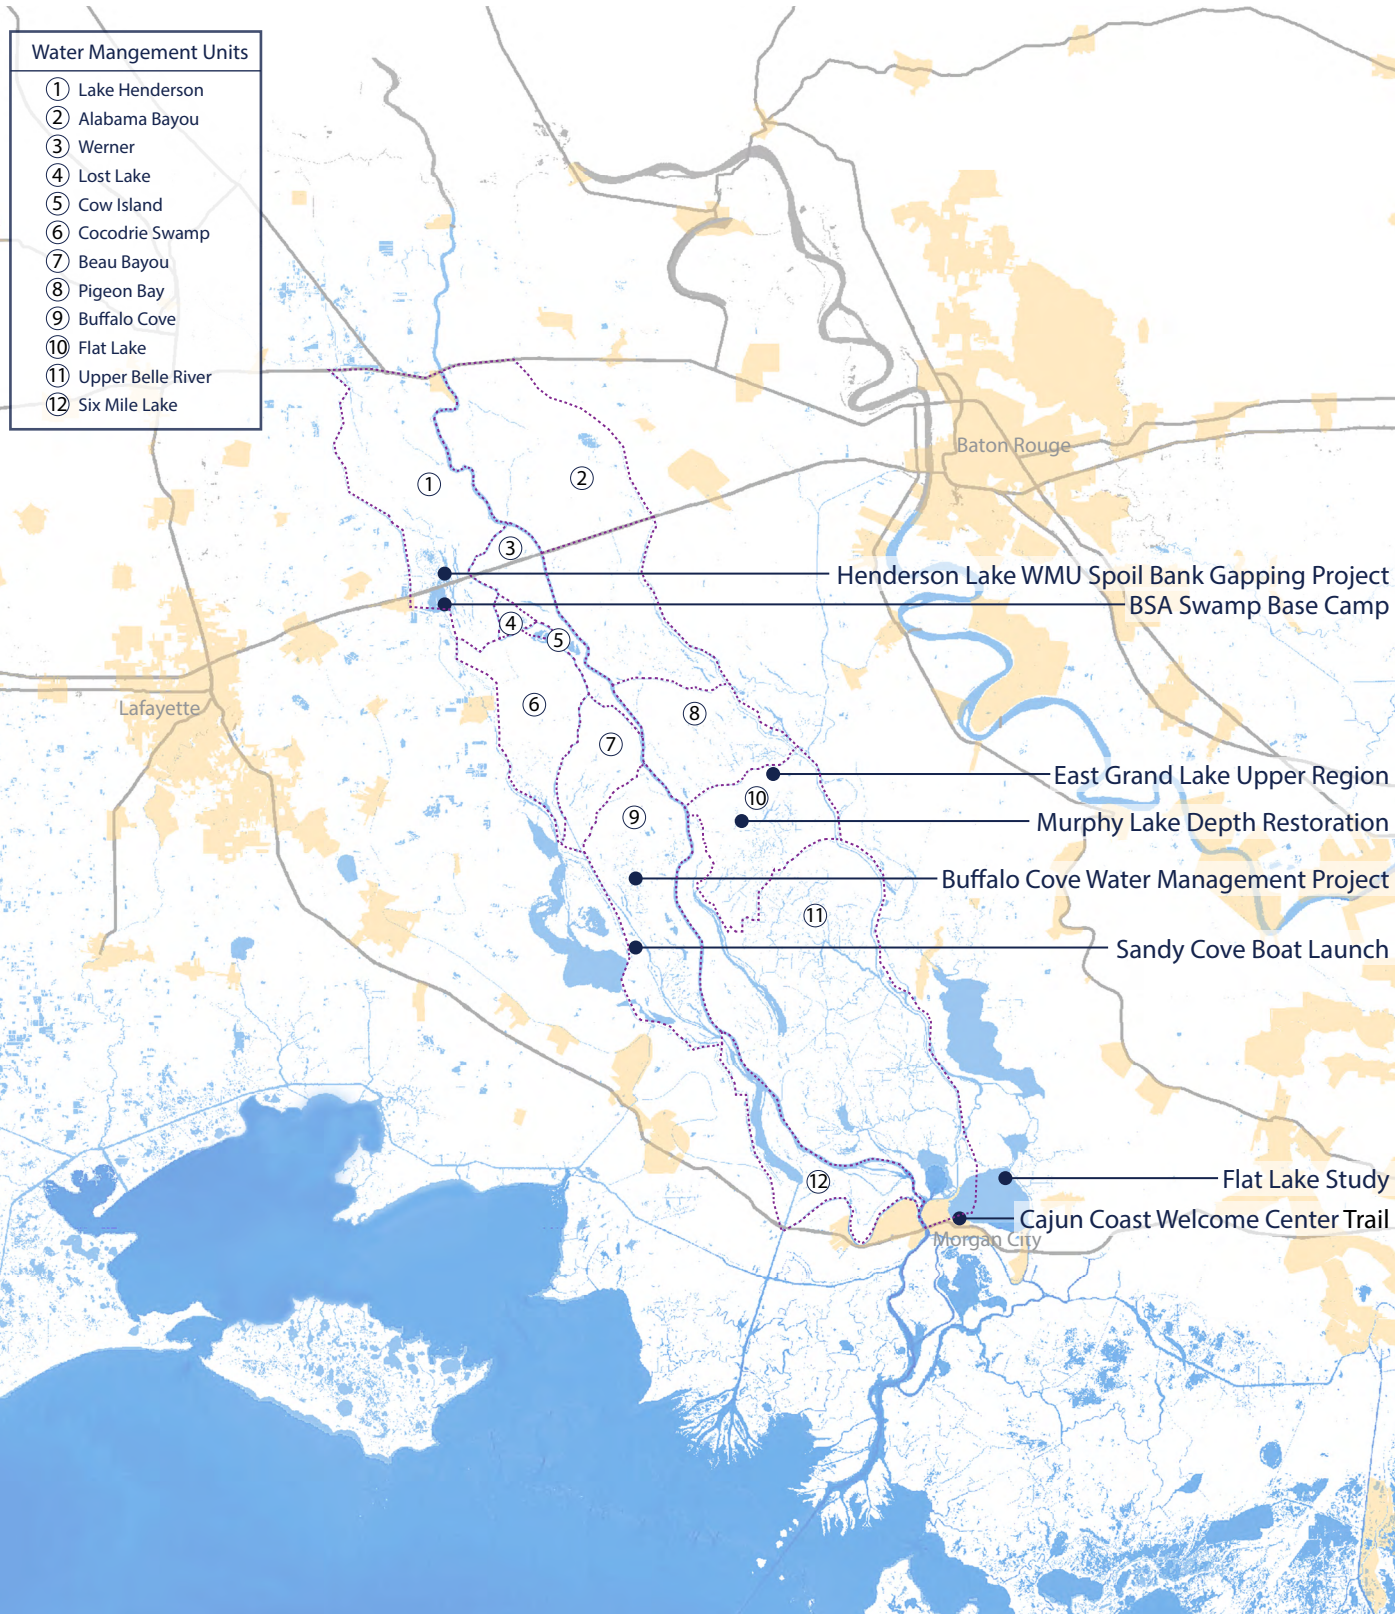 Water Mangement Units
1 Lake Henderson
2 Alabama Bayou
3 Werner
4 Lost Lake
5 Cow Island
6 Cocodrie Swamp
7 Beau Bayou
8 Pigeon Bay
9 Buffalo Cove
10 Flat Lake
11 Upper Belle River
12 Six Mile Lake
Baton Rouge
1
2
3
Henderson Lake WMU Spoil Bank Gapping Project
BSA Swamp Base Camp
4
5
6
Lafayette
8
7
East Grand Lake Upper Region
10
9
Murphy Lake Depth Restoration
Buffalo Cove Water Management Project
11
Sandy Cove Boat Launch
12
Flat Lake Study
Cajun Coast Welcome Center Trail
Morgan City